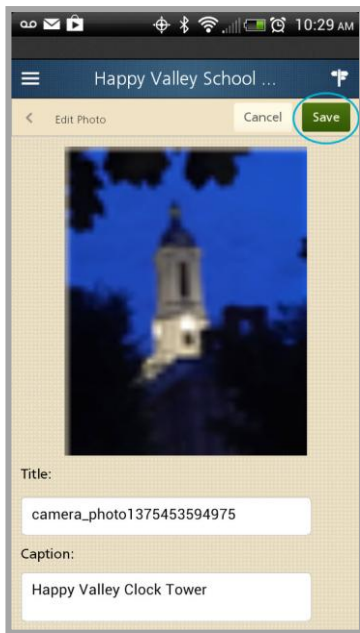 10:29 AM
Happy Valley School ...
Edit Photo
Cancel
Save
Title:
camera_photo1375453594975
Caption:
Happy Valley Clock Tower